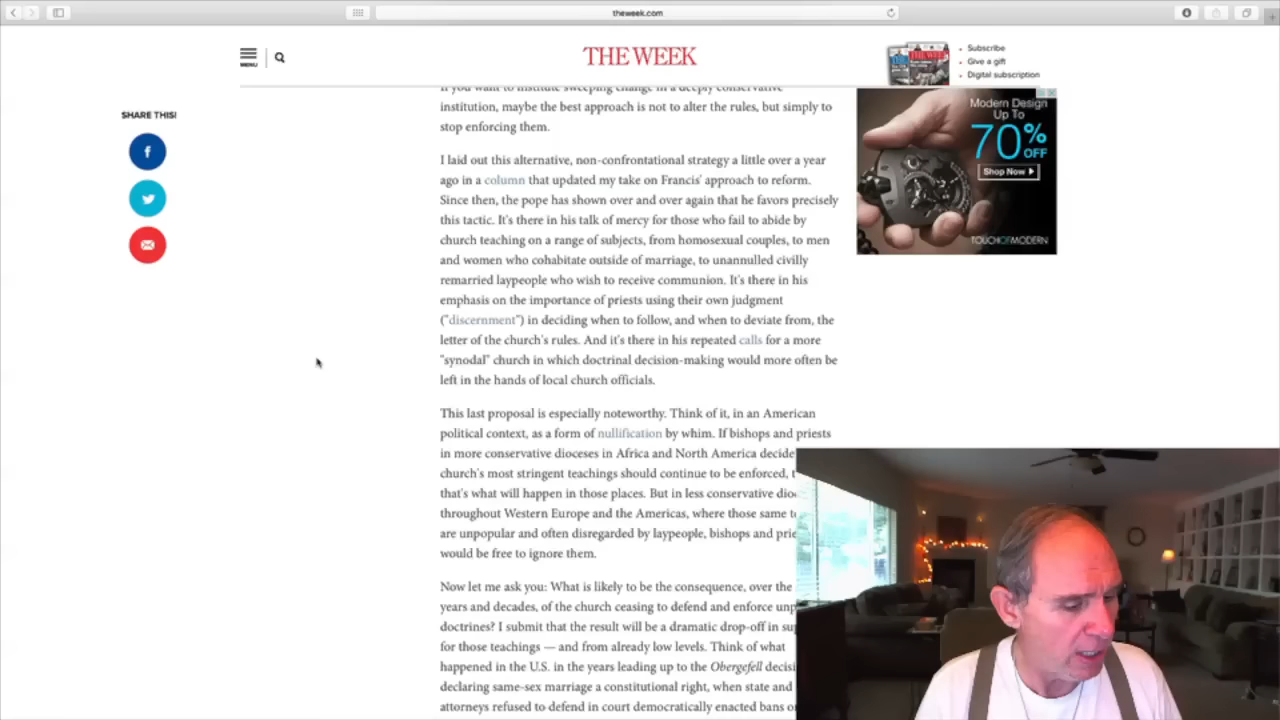 theweek.com
THE WEEK
MENU
Subscribe
Give a gift
Digital subscription
SHARE THIS!
If you want to institute sweeping change in a deeply conservative
institution, maybe the best approach is not to alter the rules, but simply to
stop enforcing them.
I laid out this alternative, non-confrontational strategy a little over a year
ago in a column that updated my take on Francis' approach to reform.
Since then, the pope has shown over and over again that he favors precisely
this tactic. It's there in his talk of mercy for those who fail to abide by
church teaching on a range of subjects, from homosexual couples, to men
and women who cohabitate outside of marriage, to unannulled civilly
remarried laypeople who wish to receive communion. It's there in his
emphasis on the importance of priests using their own judgment
("discernment") in deciding when to follow, and when to deviate from, the
letter of the church's rules. And it's there in his repeated calls for a more
"synodal" church in which doctrinal decision-making would more often be
left in the hands of local church officials.
This last proposal is especially noteworthy. Think of it, in an American
political context, as a form of nullification by whim. If bishops and priests
in more conservative dioceses in Africa and North America decide
church's most stringent teachings should continue to be enforced,
that's what will happen in those places. But in less conservative
throughout Western Europe and the Americas, where those same
are unpopular and often disregarded by laypeople, bishops and
would be free to ignore them.
Now let me ask you: What is likely to be the consequence, over the
years and decades, of the church ceasing to defend and enforce
doctrines? I submit that the result will be a dramatic drop-off in
for those teachings — and from already low levels. Think of what
happened in the U.S. in the years leading up to the Obergefell
declaring same-sex marriage a constitutional right, when state and
attorneys refused to defend in court democratically enacted bans
Modern Design
Up To
70% OFF
Shop Now
TOUCHOFMODERN